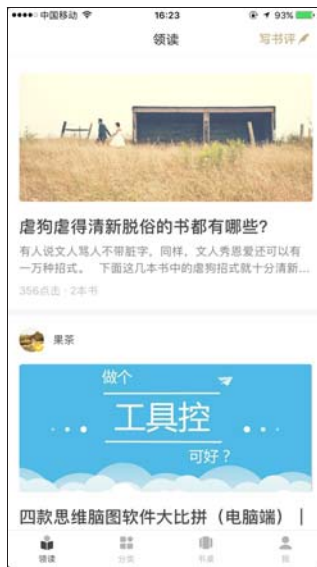 中国移动 16:23 93%
领读 写书评
虐狗虐得清新脱俗的书都有哪些?
有人说文人骂人不带脏字，同样，文人秀恩爱还可以有
一万种招式。 下面这几本书中的虐狗招式就十分清新...
356点击 · 2本书
果茶
做个
工具控
可好？
四款思维脑图软件大比拼（电脑端）|
领读 分类 书桌 我